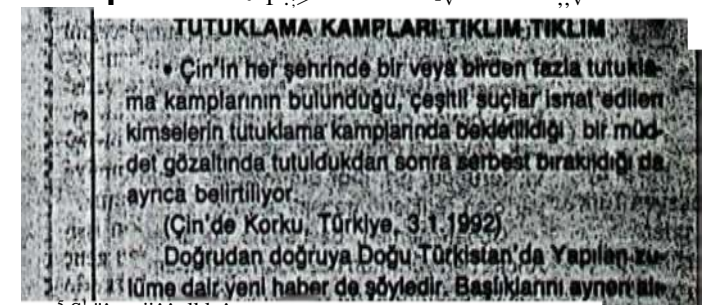 TUTUKLAMA KAMPLARI TIKLIM TIKLIM
• Çin'in her şehrinde bir veya birden fazla tutukla-
ma kamplarının bulunduğu, çeşitli suçlar isnat edilen
kimselerin tutuklama kamplarında bekletildiği bir müd-
det gözaltında tutuldukdan sonra serbest bırakıldığı da
ayrıca belirtiliyor.
(Çin'de Korku, Türkiye, 3.1.1992)
Doğrudan doğruya Doğu Türkistan'da Yapılan zu-
lüme dair yeni haber de şöyledir. Başlıklarını aynen ala-